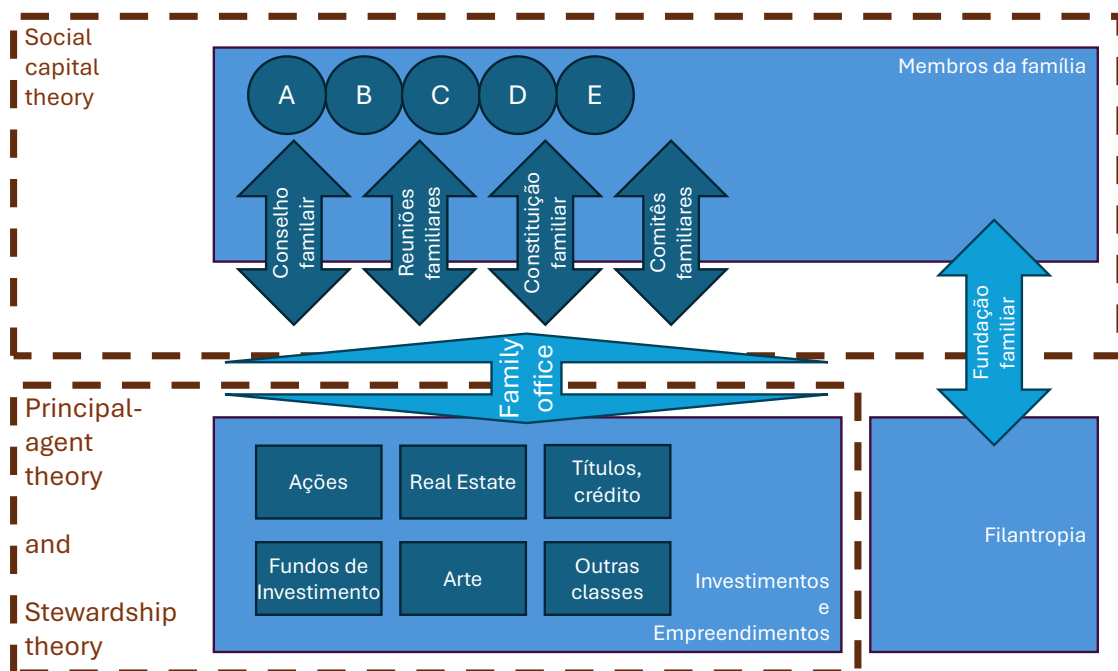 Social
capital
theory
Membros da família
A
B
C
D
E
Conselho
familair
Reuniões
familiares
Constituição
familiar
Comitês
familiares
Fundação
familiar
Family
office
Principal-
agent
theory
and
Stewardship
theory
Ações
Real Estate
Títulos,
crédito
Fundos de
Investimento
Arte
Outras
classes
Investimentos
e
Empreendimentos
Filantropia